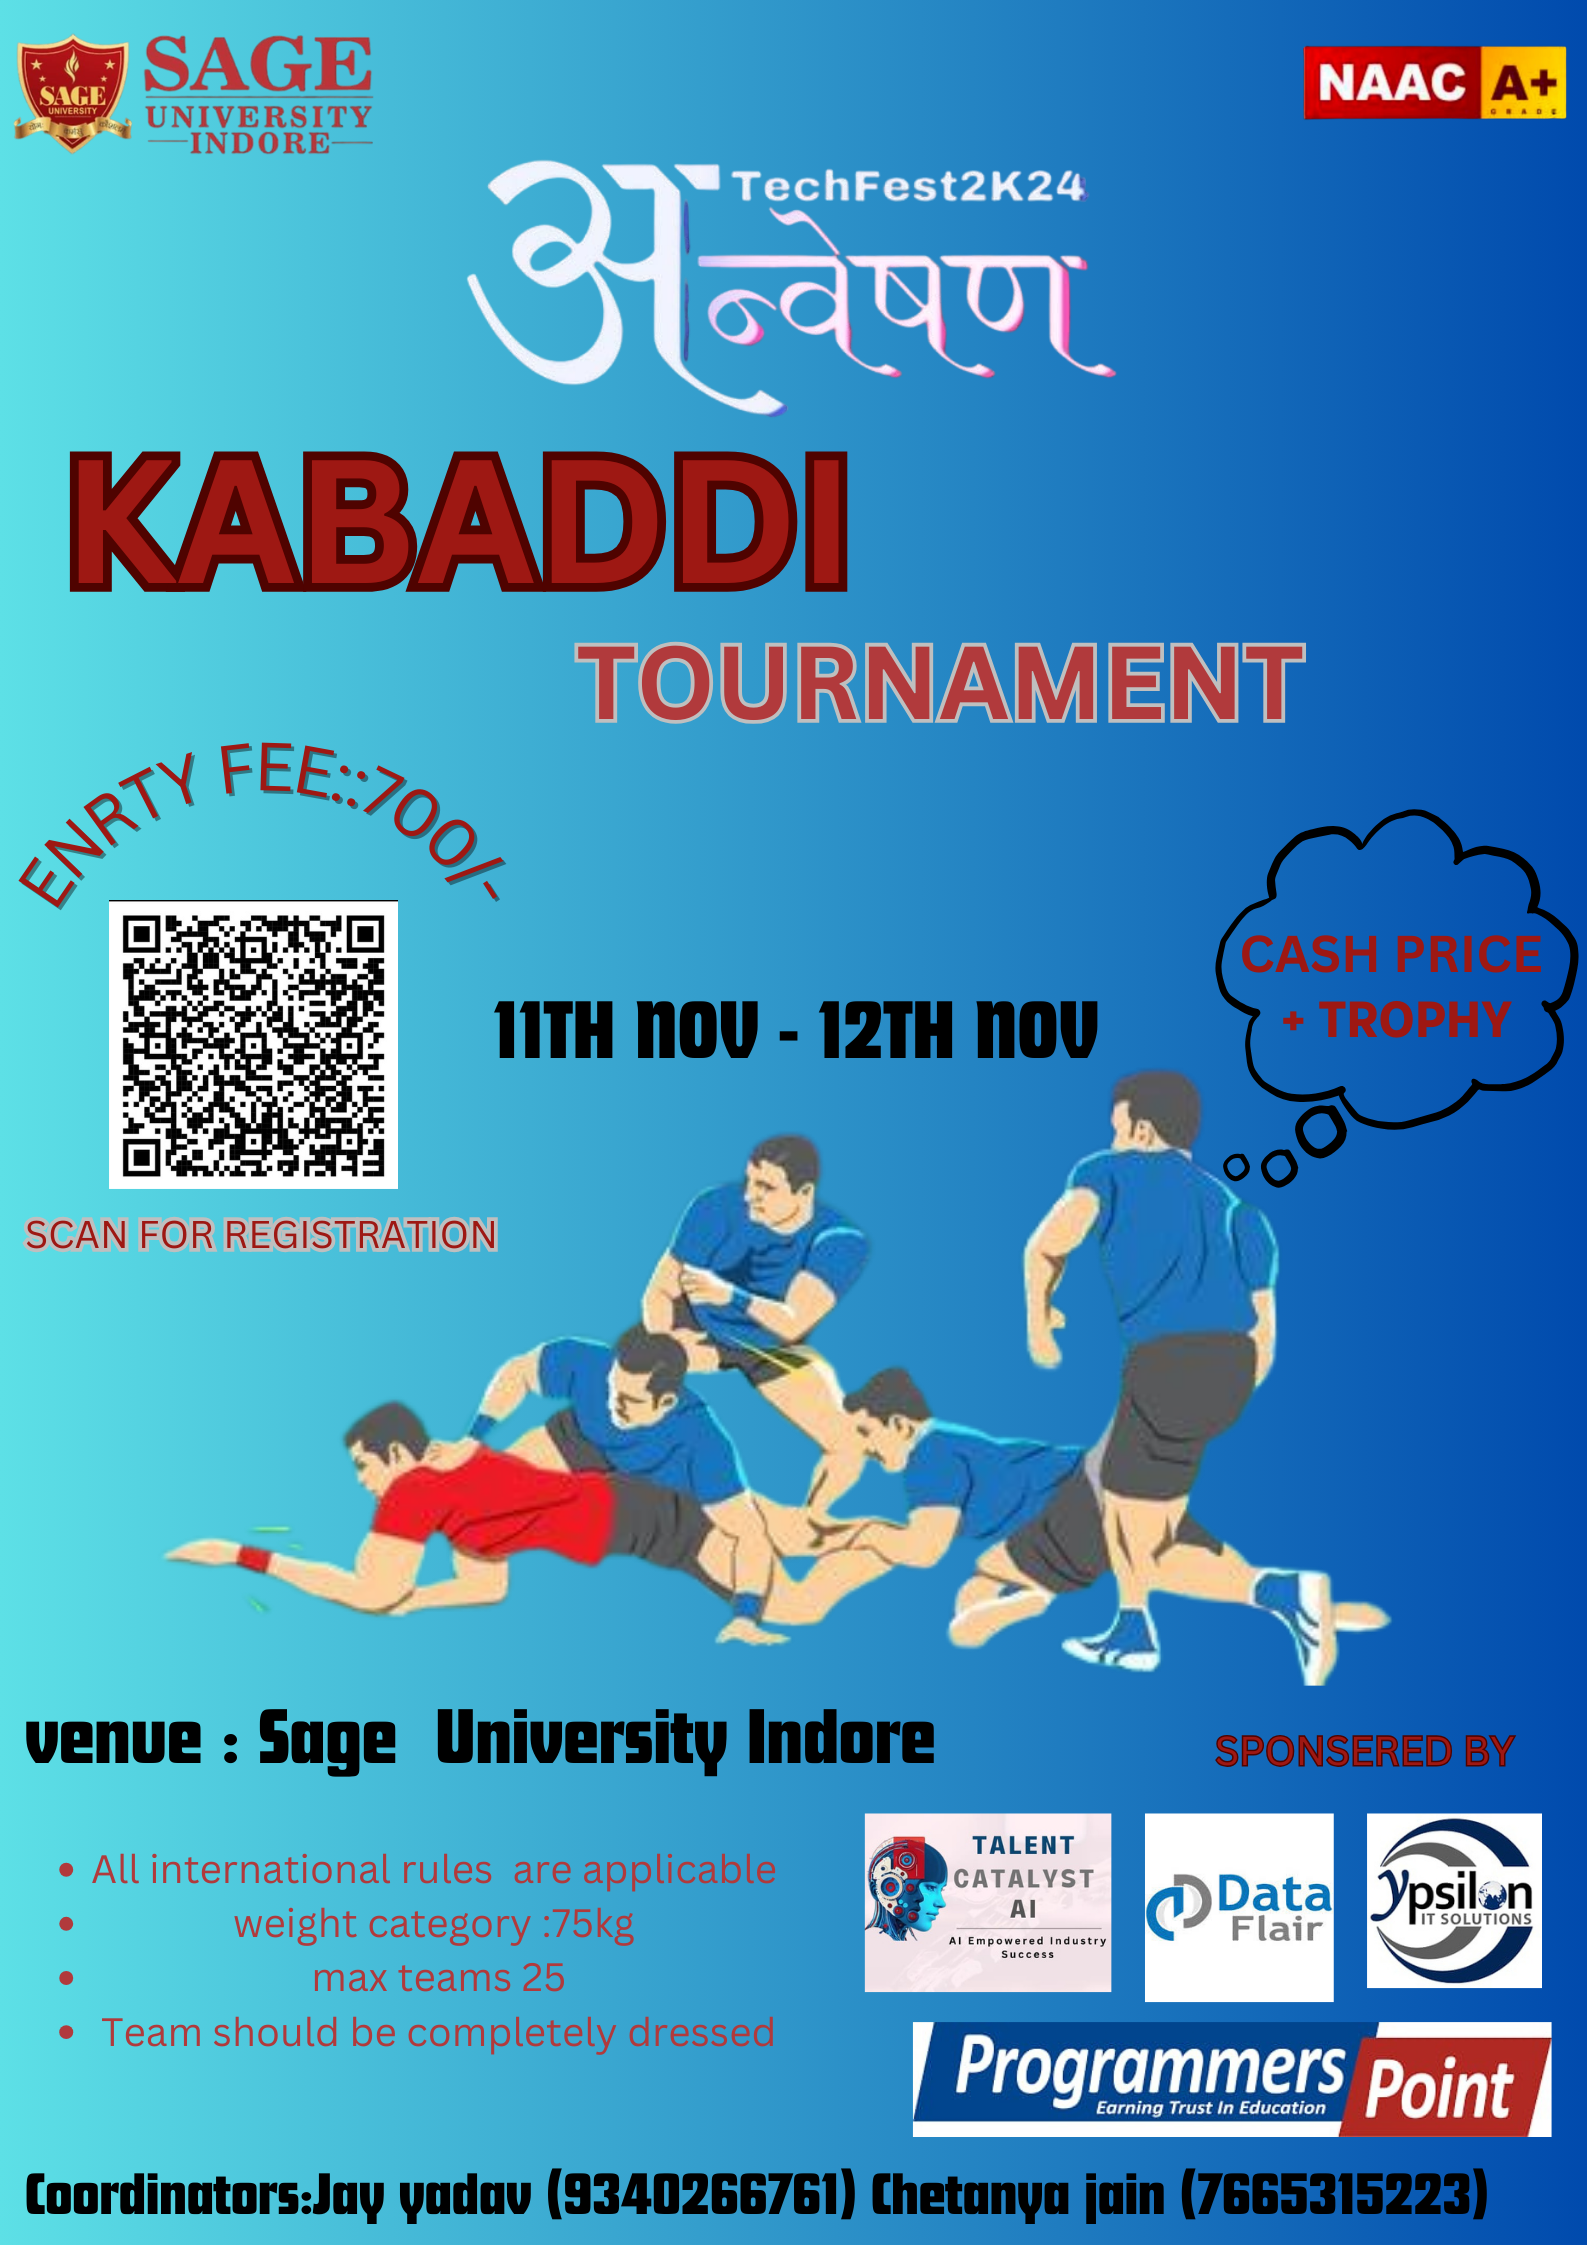 SAGE
UNIVERSITY
SAGE
UNIVERSITY
INDORE
NAAC A+
GRADE
TechFest2K24
अन्वेषण
KABADDI
TOURNAMENT
ENRTY FEE::700/-
CASH PRICE
+ TROPHY
11TH NOV - 12TH NOV
SCAN FOR REGISTRATION
venue : Sage University Indore
SPONSERED BY
• All international rules are applicable
• weight category :75kg
• max teams 25
• Team should be completely dressed
TALENT
CATALYST
AI
AI Empowered Industry
Success
Data
Flair
Ypsilon
IT SOLUTIONS
Programmers Point
Earning Trust In Education
Coordinators:Jay yadav (9340266761) Chetanya jain (7665315223)